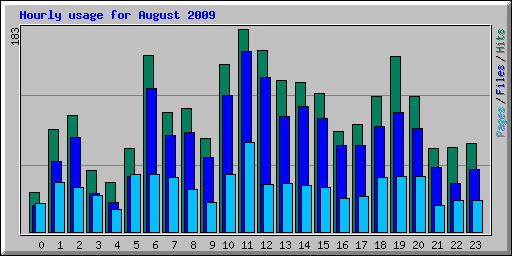 Hourly usage for August 2009
183
Pages/Files/Hits
0 1 2 3 4 5 6 7 8 9 10 11 12 13 14 15 16 17 18 19 20 21 22 23